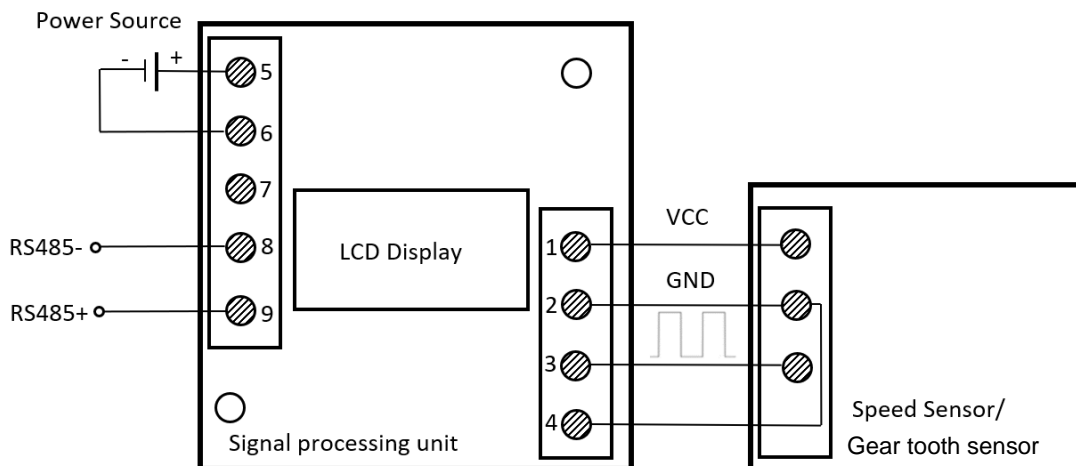 Power Source
- +
5
6
7
8
9
RS485-
RS485+
LCD Display
Signal processing unit
1
2
3
4
VCC
GND
Speed Sensor/
Gear tooth sensor